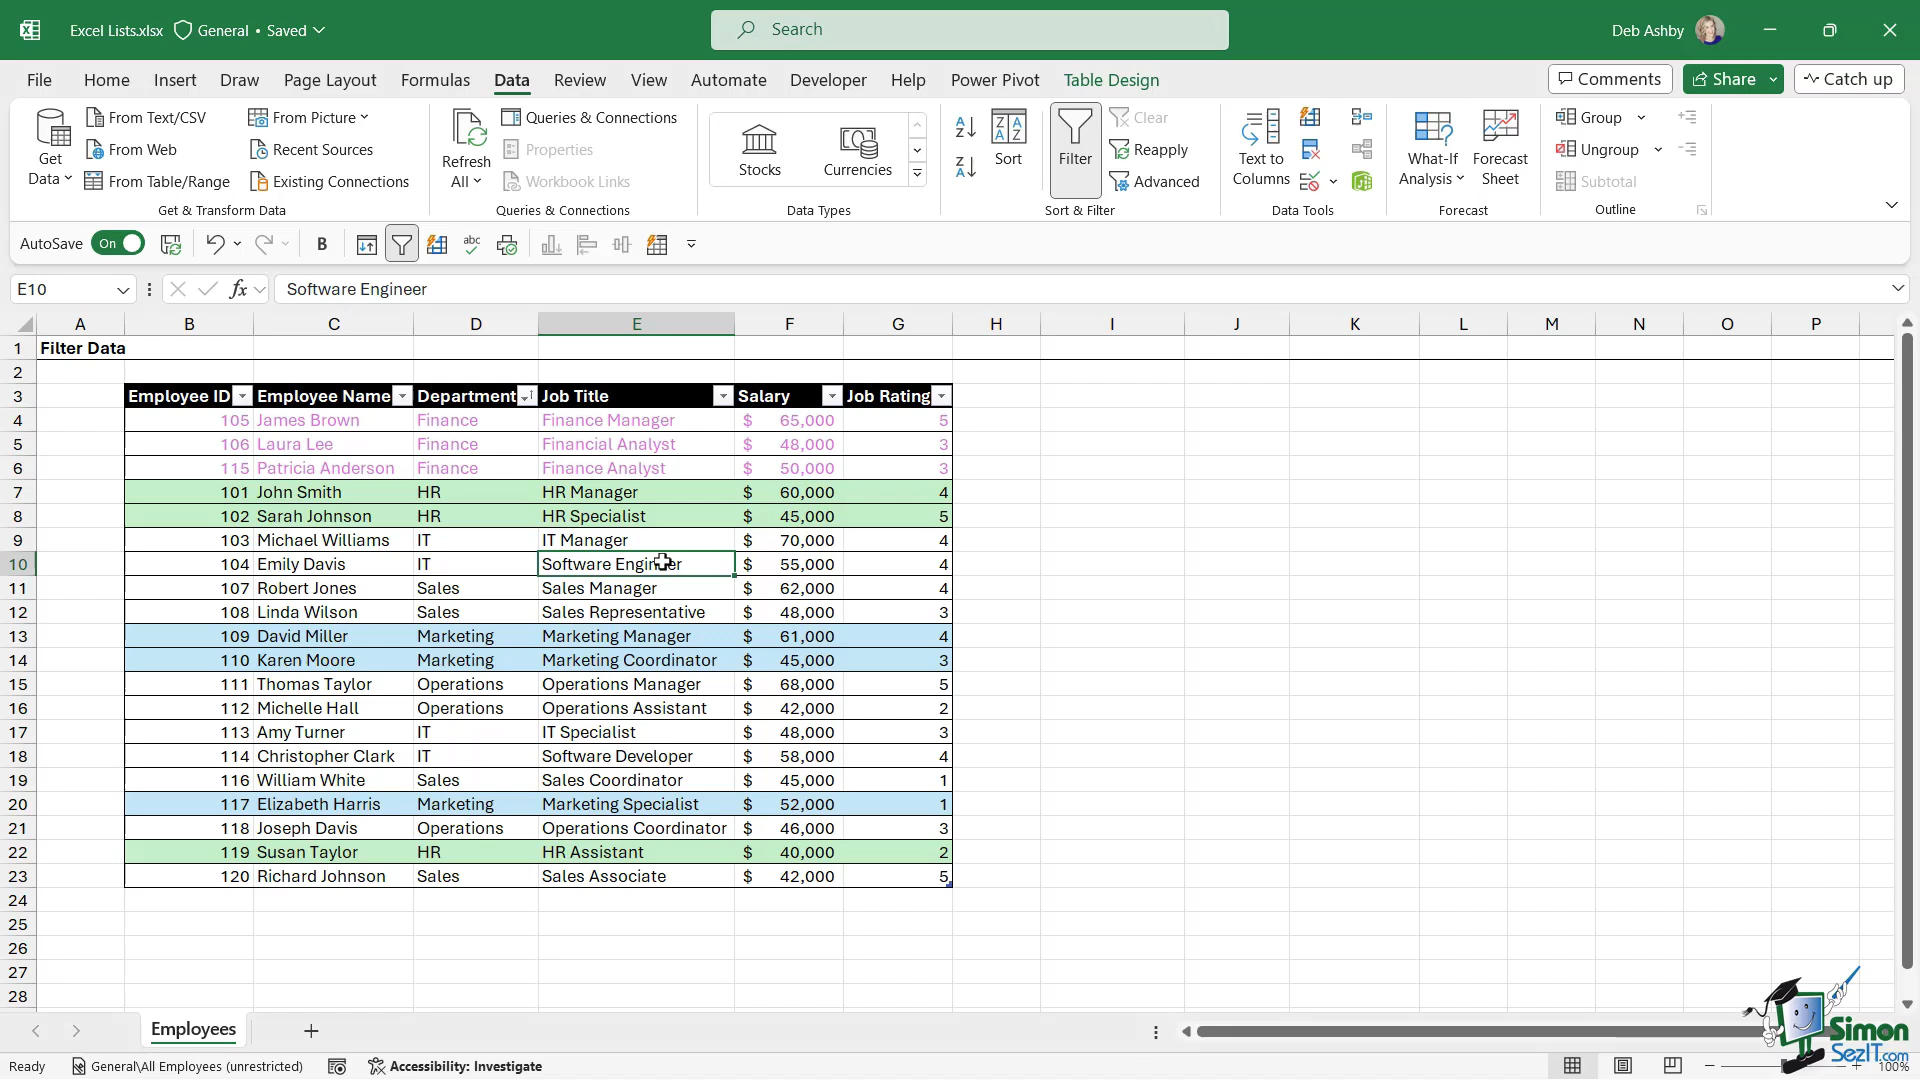 Excel Lists.xlsx General • Saved
Search
Deb Ashby
File Home Insert Draw Page Layout Formulas Data Review View Automate Developer Help Power Pivot Table Design
Comments Share Catch up
Get Data
From Text/CSV
From Web
From Table/Range
From Picture
Recent Sources
Existing Connections
Get & Transform Data
Refresh All
Queries & Connections
Properties
Workbook Links
Queries & Connections
Stocks Currencies
Data Types
Sort
Filter
Clear
Reapply
Advanced
Sort & Filter
Text to Columns
Data Tools
What-If Analysis
Forecast Sheet
Forecast
Group
Ungroup
Subtotal
Outline
AutoSave On B abc
E10 fx Software Engineer
A B C D E F G H I J K L M N O P
1 Filter Data
2
3 Employee ID Employee Name Department Job Title Salary Job Rating
4 105 James Brown Finance Finance Manager $ 65,000 5
5 106 Laura Lee Finance Financial Analyst $ 48,000 3
6 115 Patricia Anderson Finance Finance Analyst $ 50,000 3
7 101 John Smith HR HR Manager $ 60,000 4
8 102 Sarah Johnson HR HR Specialist $ 45,000 5
9 103 Michael Williams IT IT Manager $ 70,000 4
10 104 Emily Davis IT Software Engineer $ 55,000 4
11 107 Robert Jones Sales Sales Manager $ 62,000 4
12 108 Linda Wilson Sales Sales Representative $ 48,000 3
13 109 David Miller Marketing Marketing Manager $ 61,000 4
14 110 Karen Moore Marketing Marketing Coordinator $ 45,000 3
15 111 Thomas Taylor Operations Operations Manager $ 68,000 5
16 112 Michelle Hall Operations Operations Assistant $ 42,000 2
17 113 Amy Turner IT IT Specialist $ 48,000 3
18 114 Christopher Clark IT Software Developer $ 58,000 4
19 116 William White Sales Sales Coordinator $ 45,000 1
20 117 Elizabeth Harris Marketing Marketing Specialist $ 52,000 1
21 118 Joseph Davis Operations Operations Coordinator $ 46,000 3
22 119 Susan Taylor HR HR Assistant $ 40,000 2
23 120 Richard Johnson Sales Sales Associate $ 42,000 5
24
25
26
27
28
Employees
Simon
SezIT.com
Ready General\All Employees (unrestricted) Accessibility: Investigate 100%